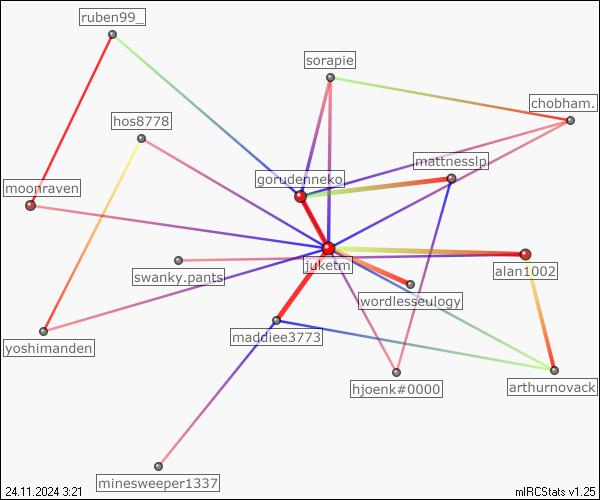 ruben99_
sorapie
chobham.
hos8778
mattnesslp
gorudenneko
moonraven
juketm
swanky.pants
alan1002
wordlesseulogy
maddiee3773
yoshimanden
hjoenk#0000
arthurnovack
minesweeper1337
24.11.2024 3:21
mIRCStats v1.25